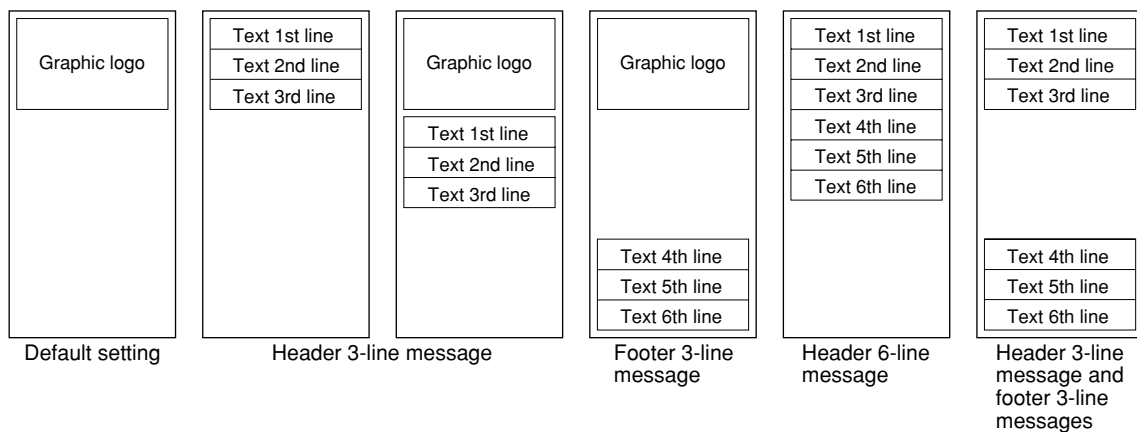 Graphic logo
Default setting
Text 1st line
Text 2nd line
Text 3rd line
Graphic logo
Text 1st line
Text 2nd line
Text 3rd line
Header 3-line message
Graphic logo
Text 4th line
Text 5th line
Text 6th line
Footer 3-line
message
Text 1st line
Text 2nd line
Text 3rd line
Text 4th line
Text 5th line
Text 6th line
Header 6-line
message
Text 1st line
Text 2nd line
Text 3rd line
Text 4th line
Text 5th line
Text 6th line
Header 3-line
message and
footer 3-line
messages